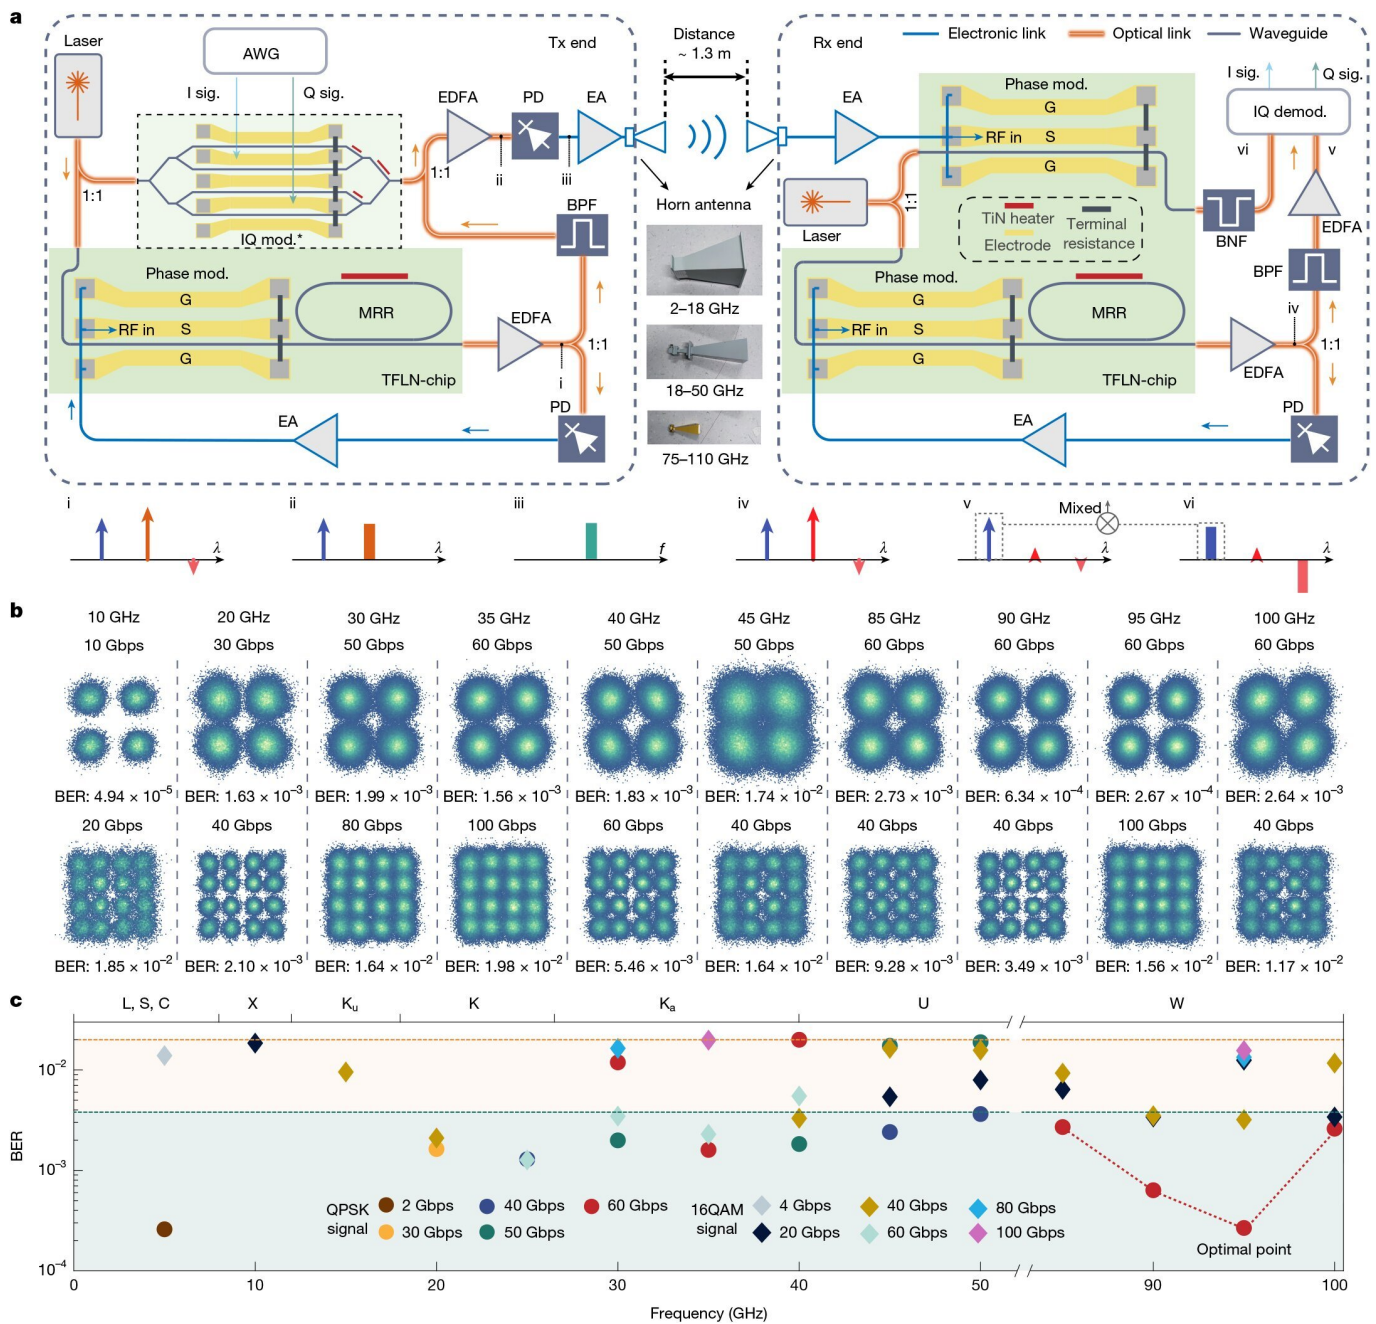 a
Laser
AWG
I sig.
Q sig.
1:1
IQ mod.*
EDFA
PD
EA
Tx end
Distance
~ 1.3 m
1:1
ii
iii
BPF
Horn antenna
2–18 GHz
18–50 GHz
75–110 GHz
Phase mod.
G
RF in
S
G
MRR
TFLN-chip
EDFA
1:1
i
PD
EA
Rx end
Electronic link
Optical link
Waveguide
EA
Phase mod.
G
RF in
S
G
I sig.
Q sig.
IQ demod.
vi
v
Laser
1:1
TiN heater
Electrode
Terminal
resistance
BNF
EDFA
BPF
Phase mod.
G
RF in
S
G
MRR
TFLN-chip
EDFA
iv
1:1
PD
EA
i
λ
ii
λ
iii
f
iv
λ
v
Mixed
λ
vi
λ
b
10 GHz 20 GHz 30 GHz 35 GHz 40 GHz 45 GHz 85 GHz 90 GHz 95 GHz 100 GHz
10 Gbps 30 Gbps 50 Gbps 60 Gbps 50 Gbps 50 Gbps 60 Gbps 60 Gbps 60 Gbps 60 Gbps
BER: 4.94 × 10⁻⁵ BER: 1.63 × 10⁻³ BER: 1.99 × 10⁻³ BER: 1.56 × 10⁻³ BER: 1.83 × 10⁻³ BER: 1.74 × 10⁻² BER: 2.73 × 10⁻³ BER: 6.34 × 10⁻⁴ BER: 2.67 × 10⁻⁴ BER: 2.64 × 10⁻³
20 Gbps 40 Gbps 80 Gbps 100 Gbps 60 Gbps 40 Gbps 40 Gbps 40 Gbps 100 Gbps 40 Gbps
BER: 1.85 × 10⁻² BER: 2.10 × 10⁻³ BER: 1.64 × 10⁻² BER: 1.98 × 10⁻² BER: 5.46 × 10⁻³ BER: 1.64 × 10⁻² BER: 9.28 × 10⁻³ BER: 3.49 × 10⁻³ BER: 1.56 × 10⁻² BER: 1.17 × 10⁻²
c
L, S, C X Kᵤ K Kₐ U W
10⁻²
10⁻³
10⁻⁴
BER
QPSK
signal
2 Gbps 40 Gbps 60 Gbps
30 Gbps 50 Gbps
16QAM
signal
4 Gbps 40 Gbps 80 Gbps
20 Gbps 60 Gbps 100 Gbps
Optimal point
0 10 20 30 40 50 90 100
Frequency (GHz)